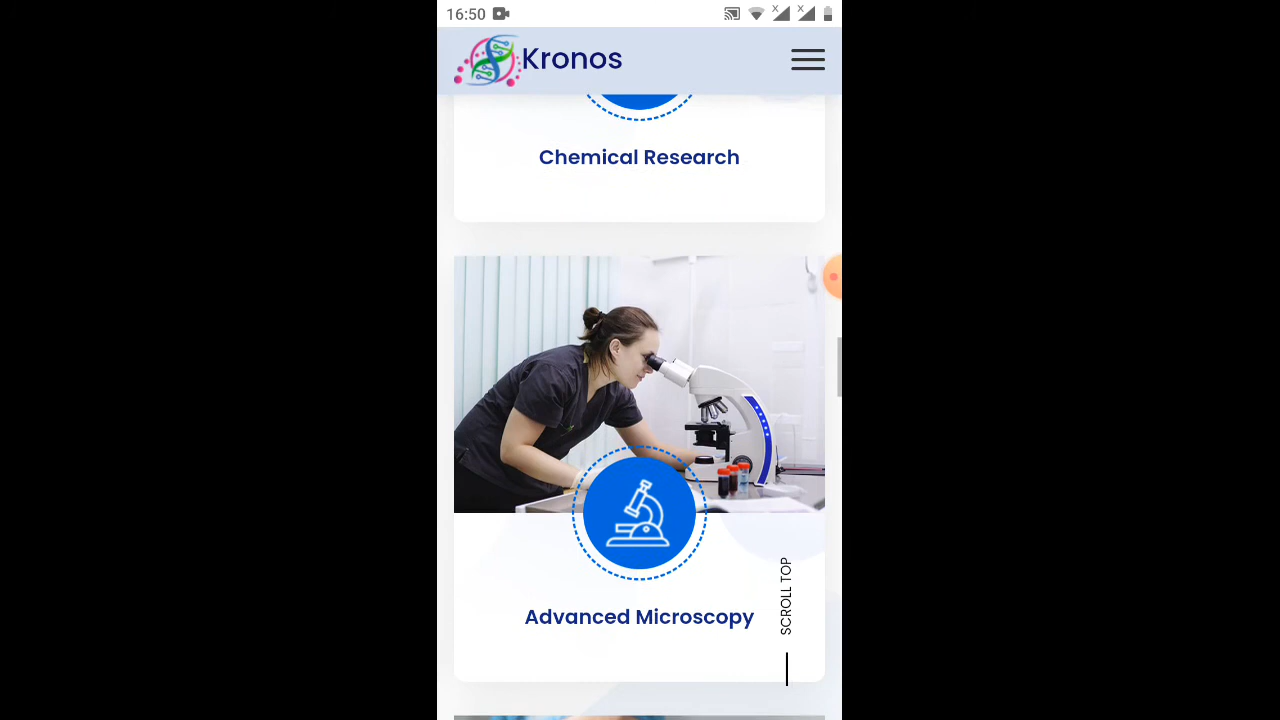 16:50
Kronos
Chemical Research
Advanced Microscopy
SCROLL TOP